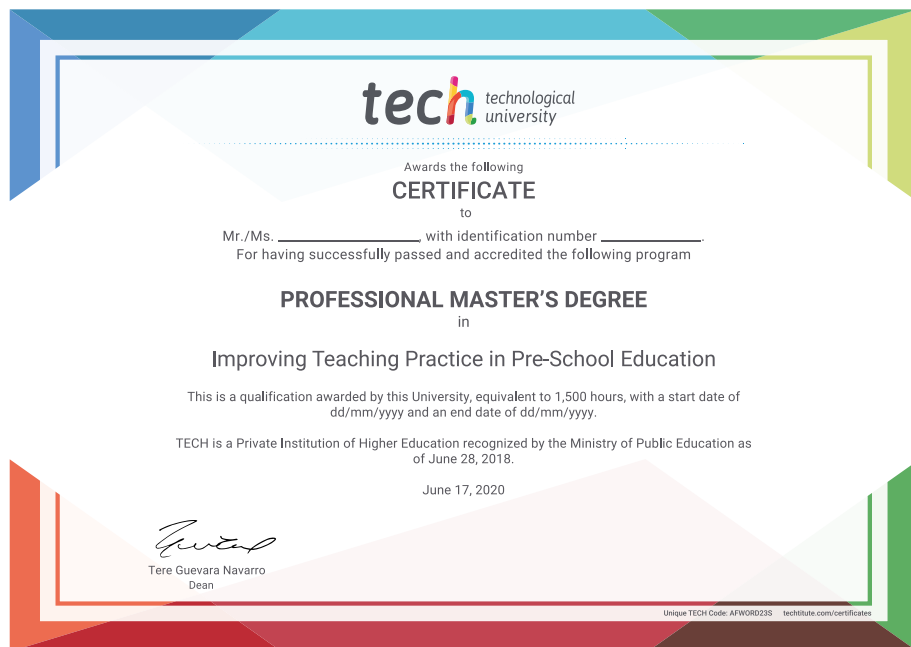 tech technological
university
Awards the following
CERTIFICATE
to
Mr./Ms. ____________________, with identification number ______________.
For having successfully passed and accredited the following program
PROFESSIONAL MASTER'S DEGREE
in
Improving Teaching Practice in Pre-School Education
This is a qualification awarded by this University, equivalent to 1,500 hours, with a start date of
dd/mm/yyyy and an end date of dd/mm/yyyy.
TECH is a Private Institution of Higher Education recognized by the Ministry of Public Education as
of June 28, 2018.
June 17, 2020
Tere Guevara Navarro
Dean
Unique TECH Code: AFWORD23S techtitute.com/certificates